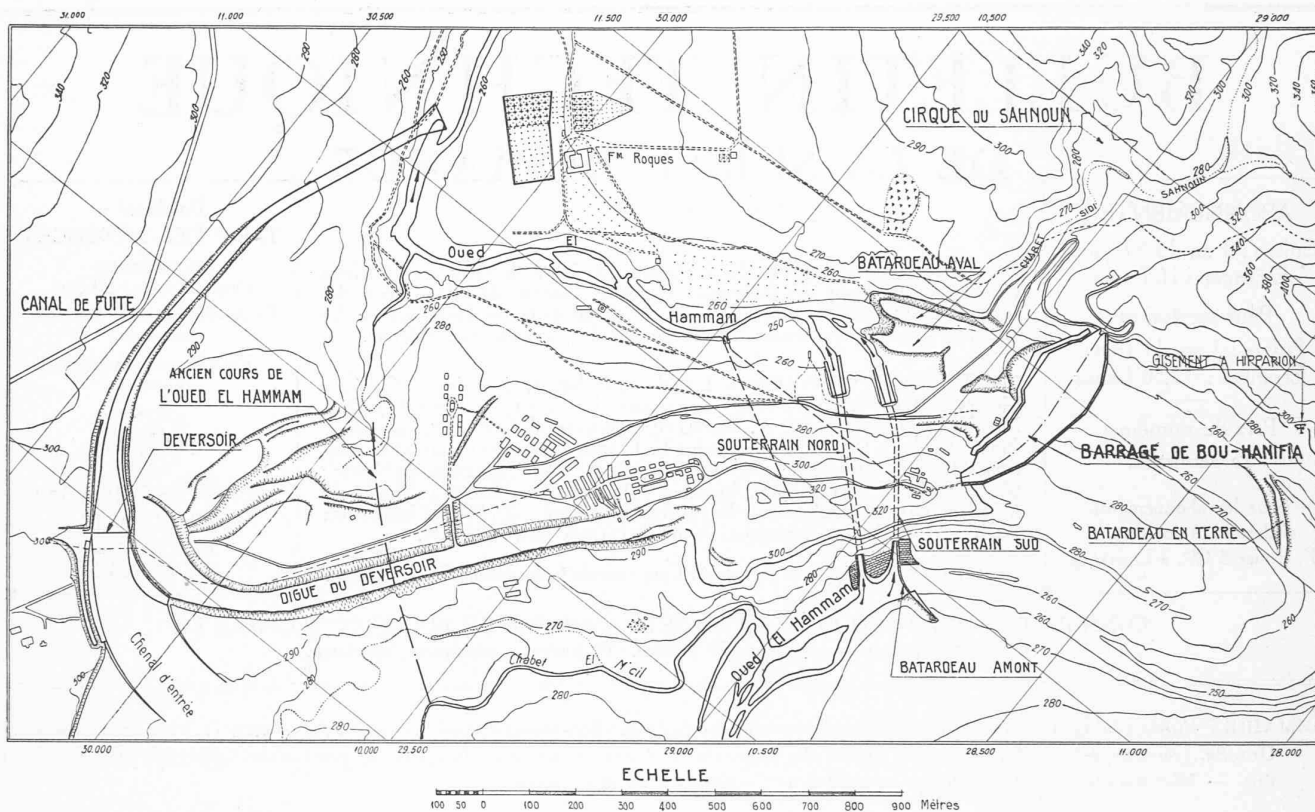 31.000 11.000 30.500 11.500 30.000 29.500 10.500 29.000
CIRQUE DU SAHNOUN
Fme Roques
SAHNOUN
SIDI
CHABET
Oued El
Hammam
BATARDEAU AVAL
CANAL DE FUITE
GISEMENT A HIPPARION
ANCIEN COURS DE
L'OUED EL HAMMAM
DEVERSOIR
SOUTERRAIN NORD
BARRAGE DE BOU-HANIFIA
BATARDEAU EN TERRE
SOUTERRAIN SUD
DIGUE DU DEVERSOIR
Oued El Hammam
BATARDEAU AMONT
Chenal
d'entrée
Chabet El N'cil
30.000 10.000 29.500 29.000 10.500 28.500 11.000 28.000
ECHELLE
100 50 0 100 200 300 400 500 600 700 800 900 Mètres